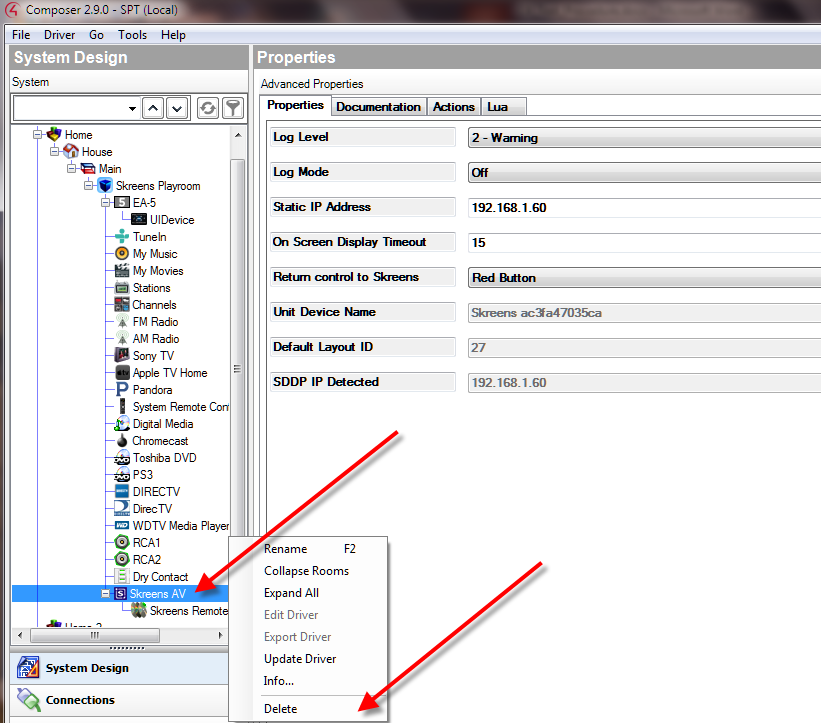 Composer 2.9.0 - SPT (Local)
File Driver Go Tools Help
System Design
System
Home
House
Main
Skreens Playroom
EA-5
UIDevice
TuneIn
My Music
My Movies
Stations
Channels
FM Radio
AM Radio
Sony TV
Apple TV Home
Pandora
System Remote Con
Digital Media
Chromecast
Toshiba DVD
PS3
DIRECTV
DirecTV
WDTV Media Player
RCA1
RCA2
Dry Contact
Skreens AV
Skreens Remote
System Design
Connections
Properties
Advanced Properties
Properties Documentation Actions Lua
Log Level 2 - Warning
Log Mode Off
Static IP Address 192.168.1.60
On Screen Display Timeout 15
Return control to Skreens Red Button
Unit Device Name Skreens ac3fa47035ca
Default Layout ID 27
SDDP IP Detected 192.168.1.60
Rename F2
Collapse Rooms
Expand All
Edit Driver
Export Driver
Update Driver
Info...
Delete